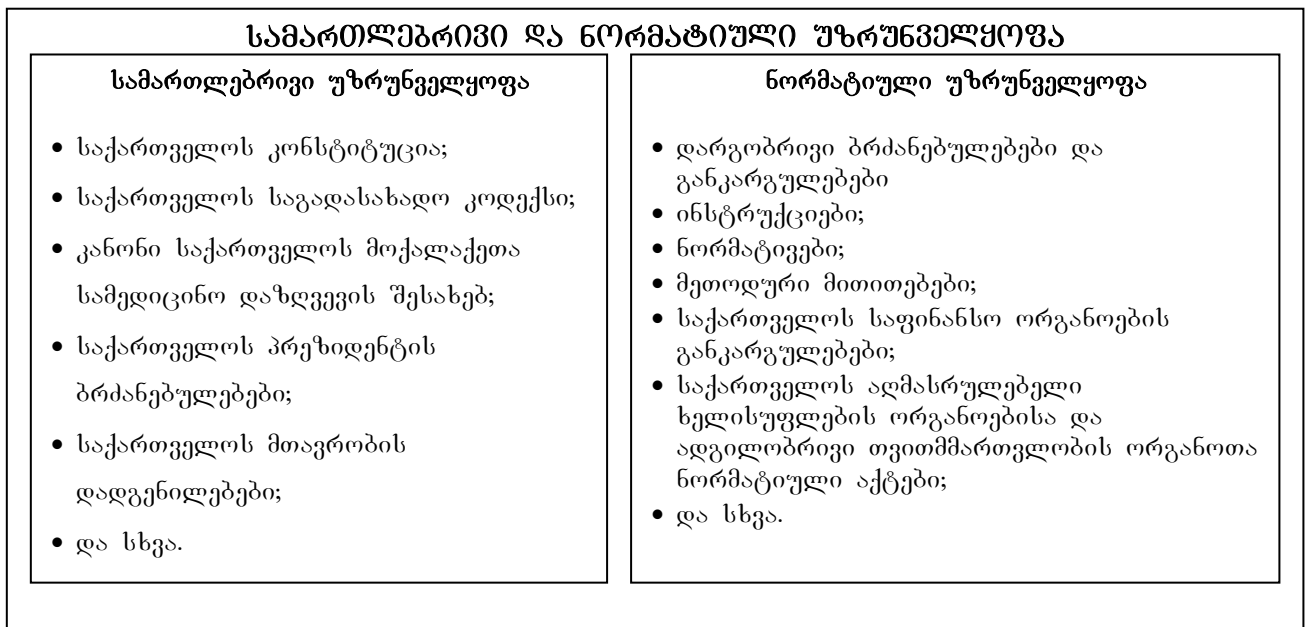 სამართლებრივი და ნორმატიული უზრუნველყოფა
სამართლებრივი უზრუნველყოფა
• საქართველოს კონსტიტუცია;
• საქართველოს საგადასახადო კოდექსი;
• კანონი საქართველოს მოქალაქეთა
სამედიცინო დაზღვევის შესახებ;
• საქართველოს პრეზიდენტის
ბრძანებულებები;
• საქართველოს მთავრობის
დადგენილებები;
• და სხვა.
ნორმატიული უზრუნველყოფა
• დარგობრივი ბრძანებულებები და
განკარგულებები
• ინსტრუქციები;
• ნორმატივები;
• მეთოდური მითითებები;
• საქართველოს საფინანსო ორგანოების
განკარგულებები;
• საქართველოს აღმასრულებელი
ხელისუფლების ორგანოებისა და
ადგილობრივი თვითმმართვლობის ორგანოთა
ნორმატიული აქტები;
• და სხვა.